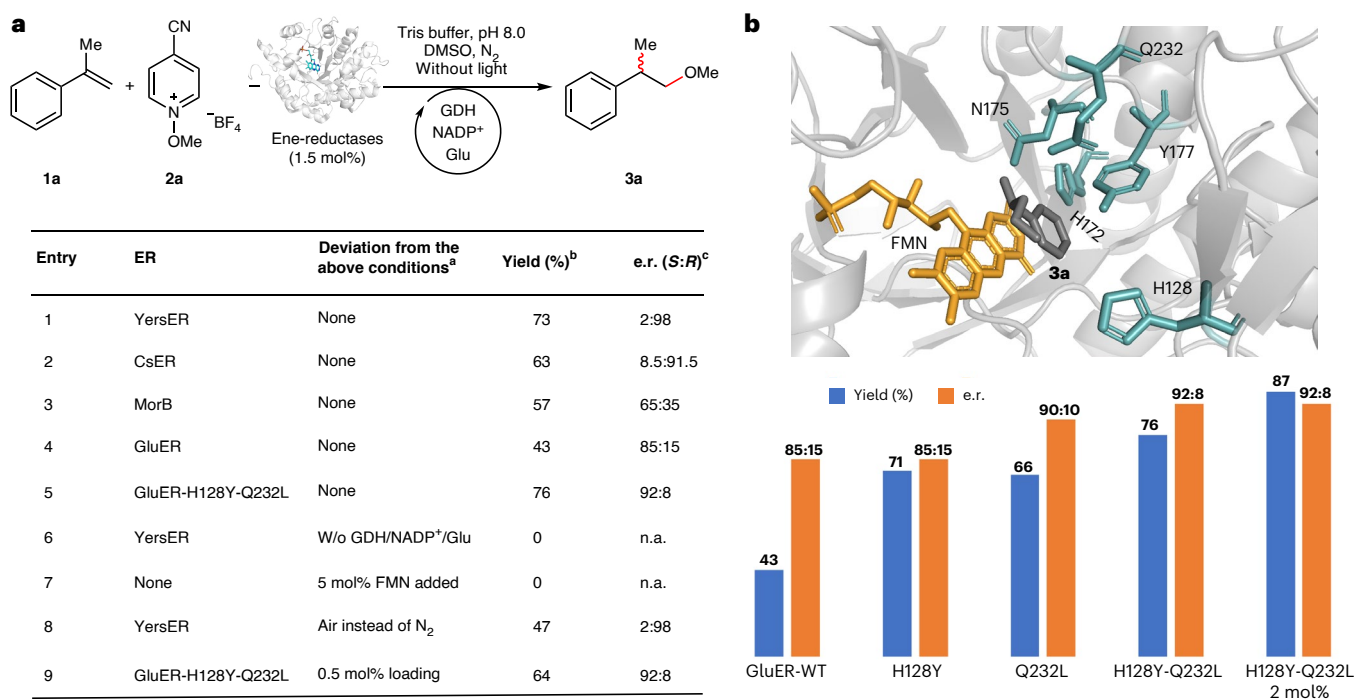 a
Me
1a
+
CN
N
+
OMe
−BF4
2a
Ene-reductases
(1.5 mol%)
Tris buffer, pH 8.0
DMSO, N2
Without light
GDH
NADP+
Glu
Me
OMe
3a
Entry ER Deviation from the above conditionsa Yield (%)b e.r. (S:R)c
1 YersER None 73 2:98
2 CsER None 63 8.5:91.5
3 MorB None 57 65:35
4 GluER None 43 85:15
5 GluER-H128Y-Q232L None 76 92:8
6 YersER W/o GDH/NADP+/Glu 0 n.a.
7 None 5 mol% FMN added 0 n.a.
8 YersER Air instead of N2 47 2:98
9 GluER-H128Y-Q232L 0.5 mol% loading 64 92:8
b
Q232
N175
Y177
H172
FMN
3a
H128
Yield (%) e.r.
43 85:15
71 85:15
66 90:10
76 92:8
87 92:8
GluER-WT H128Y Q232L H128Y-Q232L H128Y-Q232L
2 mol%